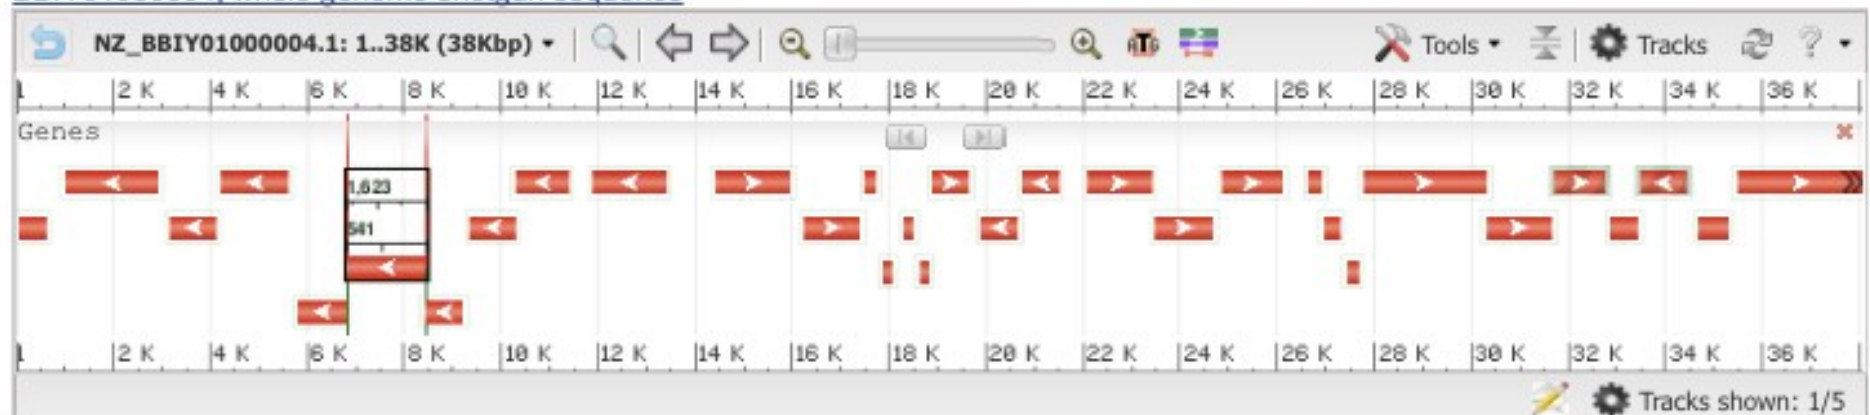 NZ_BBIY01000004.1: 1..38K (38Kbp)
ATG
Tools
Tracks
?
1 2 K 4 K 6 K 8 K 10 K 12 K 14 K 16 K 18 K 20 K 22 K 24 K 26 K 28 K 30 K 32 K 34 K 36 K
Genes
1,623
541
1 2 K 4 K 6 K 8 K 10 K 12 K 14 K 16 K 18 K 20 K 22 K 24 K 26 K 28 K 30 K 32 K 34 K 36 K
Tracks shown: 1/5